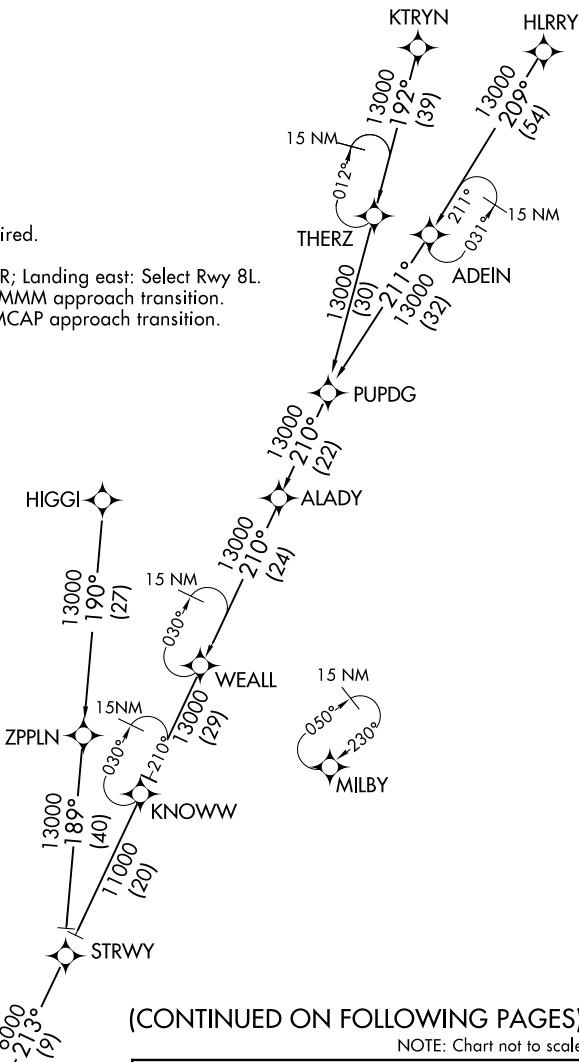 KTRYN
HLRRY
13000
192°
(39)
13000
209°
(54)
15 NM
012°
THERZ
211°
031°
15 NM
ADEIN
ired.
R; Landing east: Select Rwy 8L.
MMM approach transition.
MCAP approach transition.
13000
(30)
211°
13000
(32)
PUPDG
13000
210°
(22)
HIGGI
ALADY
13000
190°
(27)
13000
210°
(24)
15 NM
030°
WEALL
15 NM
050°
230°
MILBY
ZPPLN
15NM
030°
210°
13000
(29)
KNOWW
13000
189°
(40)
11000
(20)
STRWY
213°
(9)
(CONTINUED ON FOLLOWING PAGES)
NOTE: Chart not to scale